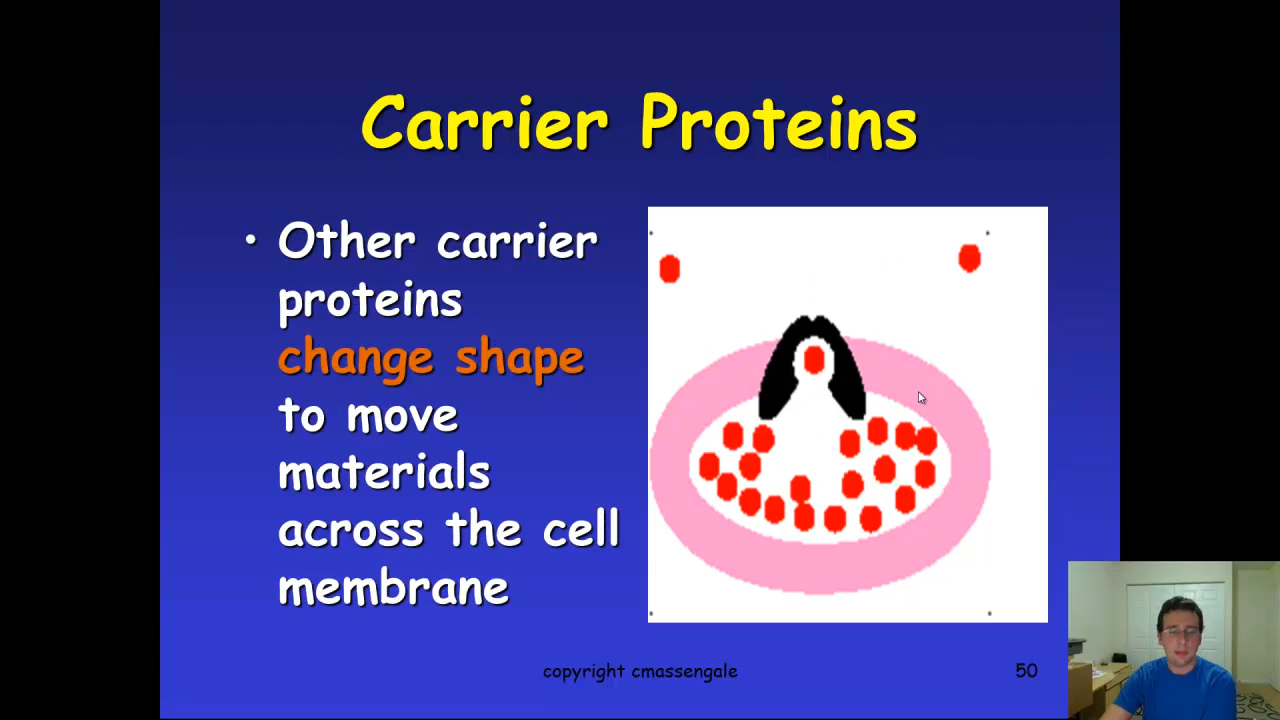 Carrier Proteins
• Other carrier
proteins
change shape
to move
materials
across the cell
membrane
copyright cmassengale
50